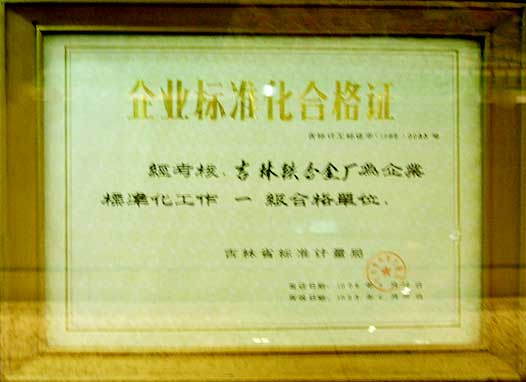 企业标准化合格证
經考核、吉林铁合金厂為企業
標準化工作 一 級合格單位.
吉林省标准计量局